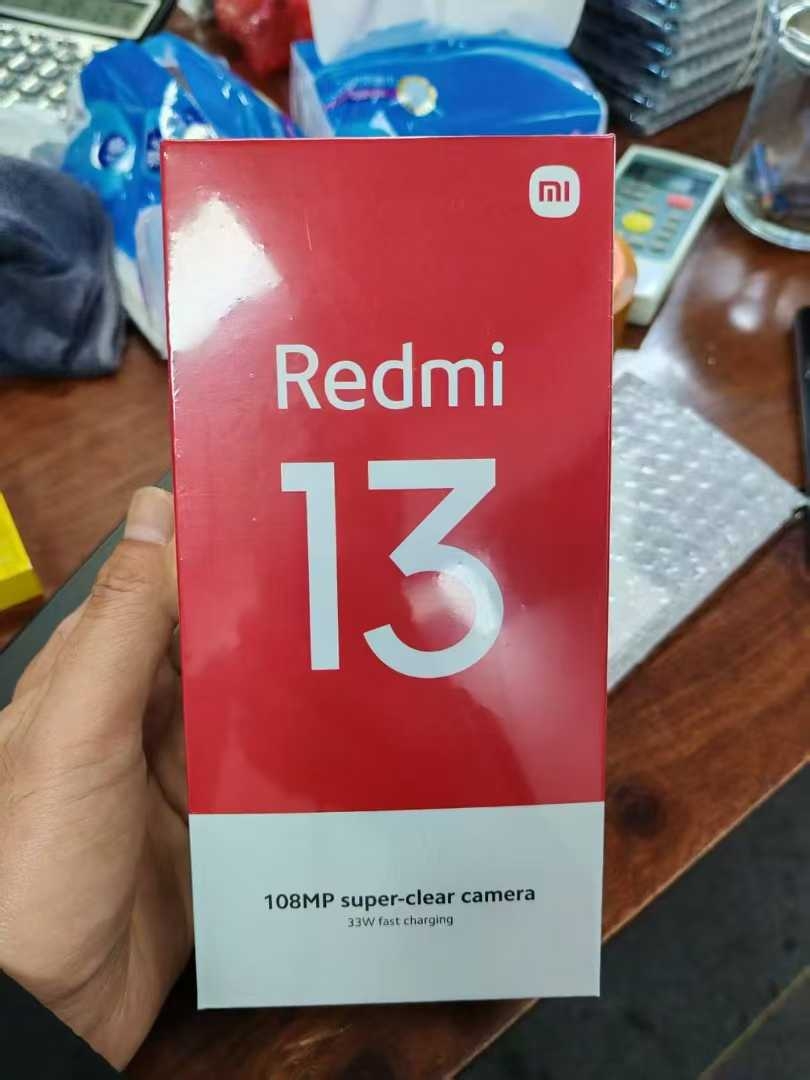 mi
Redmi
13
108MP super-clear camera
33W fast charging